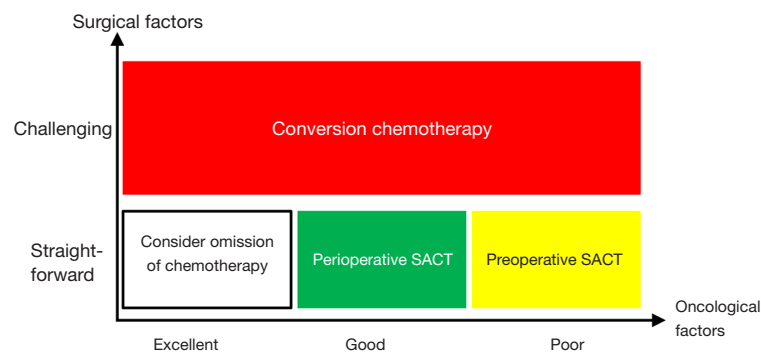 Surgical factors
Challenging
Conversion chemotherapy
Straight-
forward
Consider omission
of chemotherapy
Perioperative SACT
Preoperative SACT
Oncological
factors
Excellent
Good
Poor